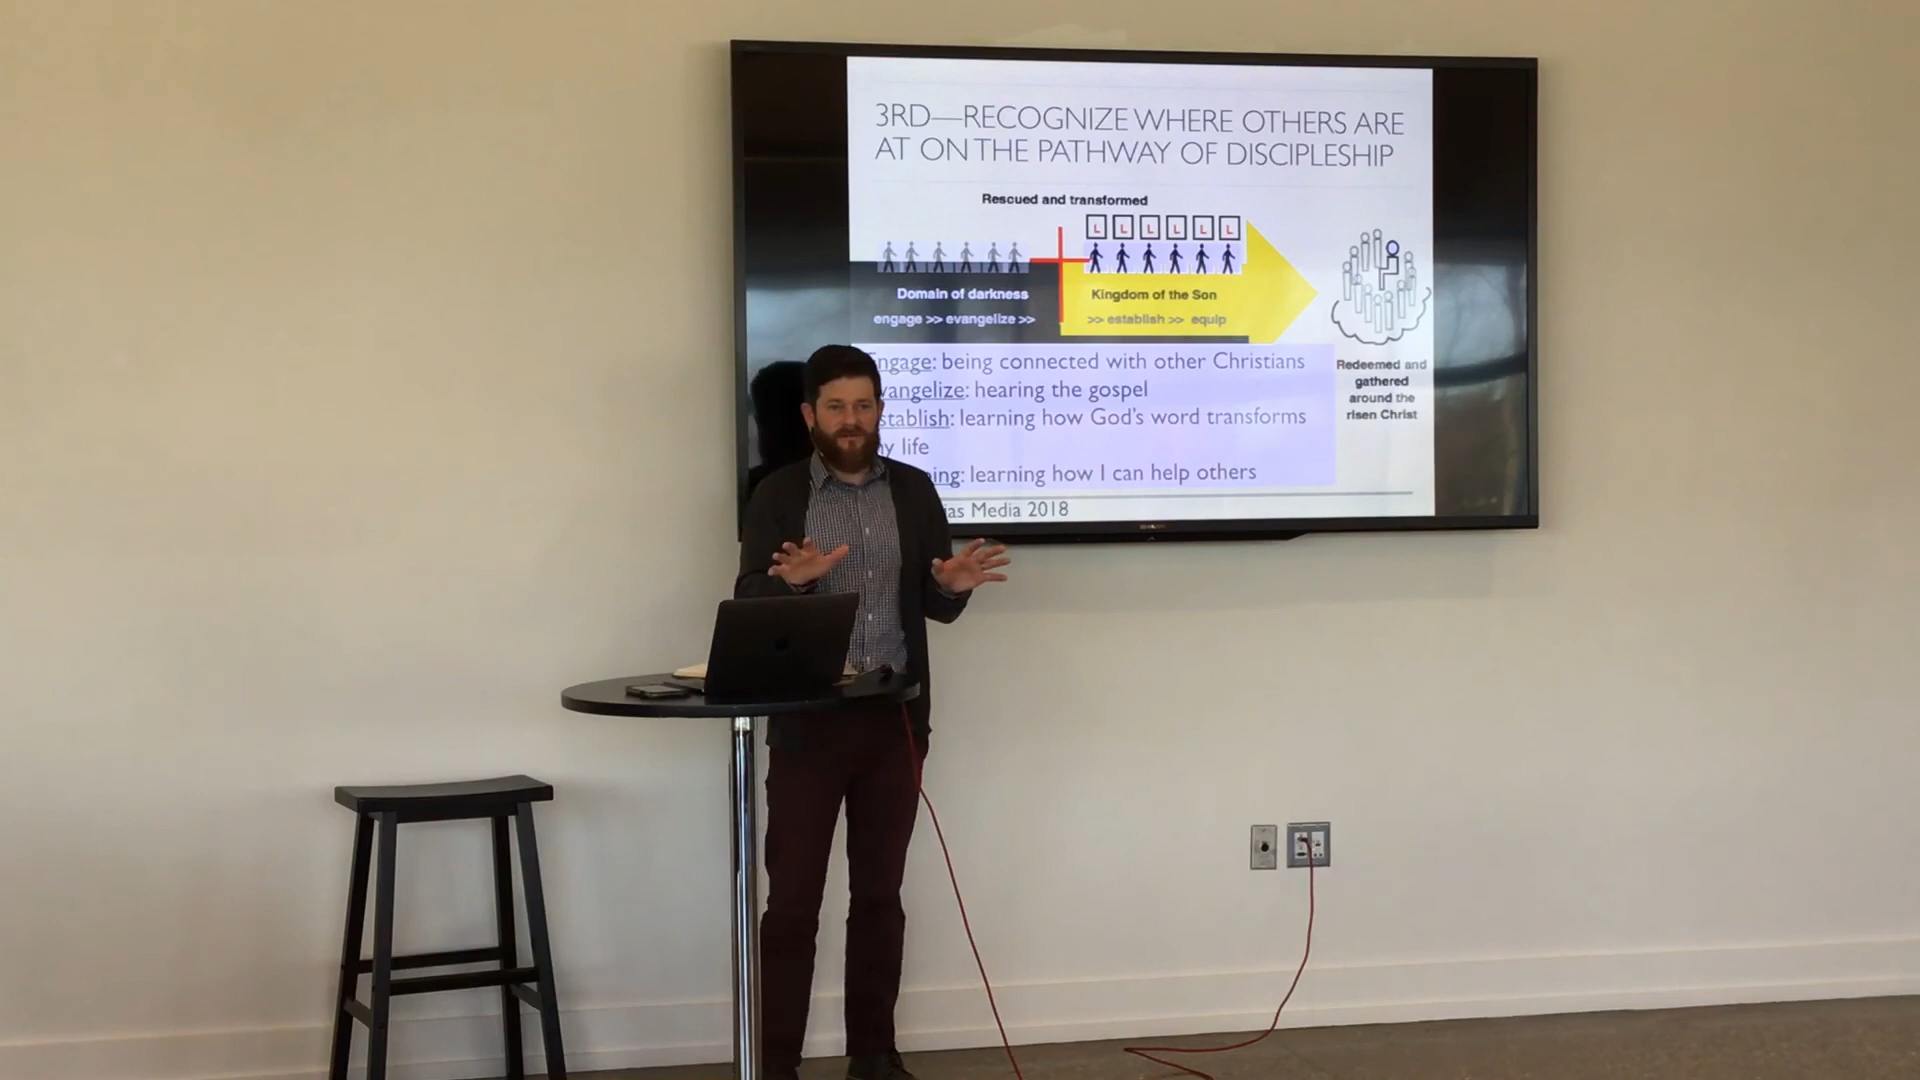 3RD—RECOGNIZE WHERE OTHERS ARE
AT ON THE PATHWAY OF DISCIPLESHIP
Rescued and transformed
L L L L L L
Domain of darkness
Kingdom of the Son
engage >> evangelize >>
>> establish >> equip
Redeemed and
gathered
around the
risen Christ
ngage: being connected with other Christians
vangelize: hearing the gospel
stablish: learning how God's word transforms
y life
ing: learning how I can help others
ias Media 2018
SHARP